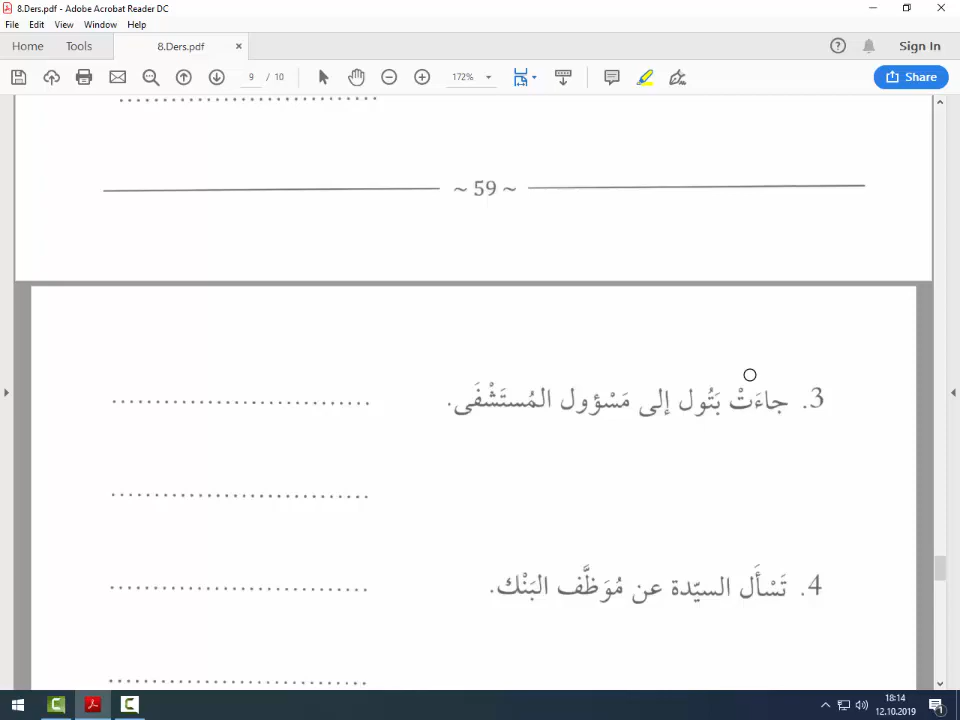 8.Ders.pdf - Adobe Acrobat Reader DC
File Edit View Window Help
Home Tools 8.Ders.pdf × Sign In
9 / 10 172% Share
..............................
~ 59 ~
3. جاءَتْ بَتُول إلى مَسْؤول المُستَشْفَى. ..............................
..............................
4. تَسْأَل السيّدة عن مُوَظَّف البَنْك. ..............................
..............................
18:14
12.10.2019
1